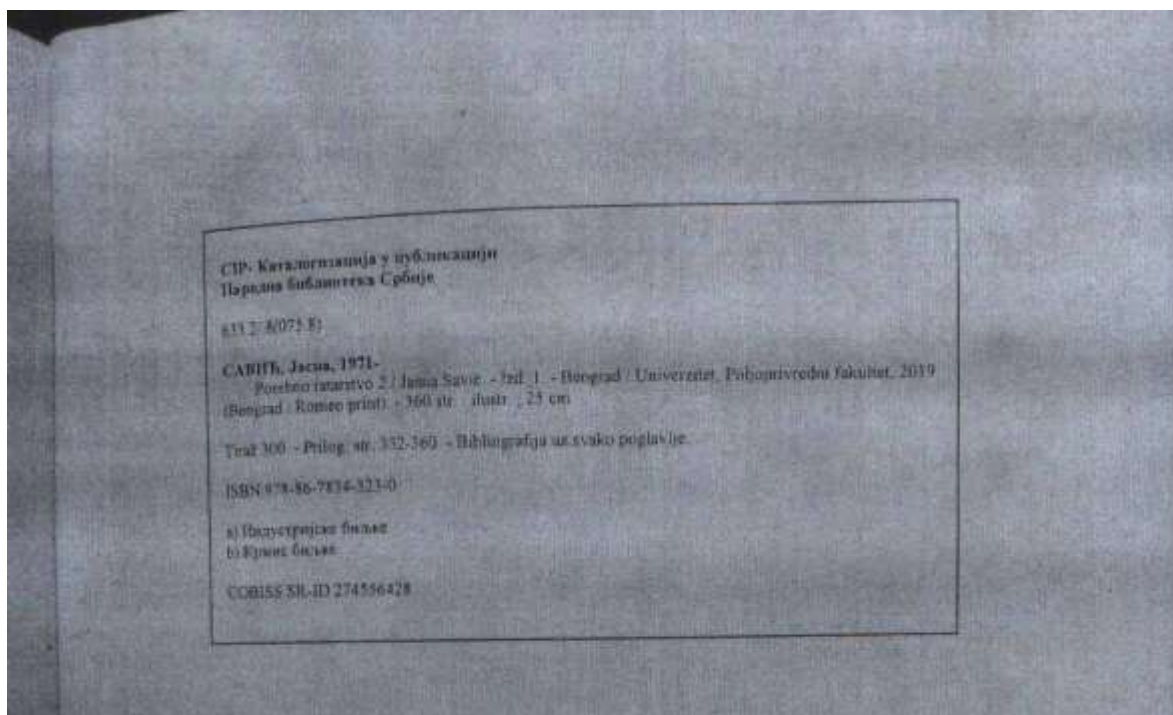 CIP- Каталогизација у публикацији
Народна библиотека Србије
633.2/.8(075.8)
САВИЋ, Јасна, 1971-
Posebno ratarstvo 2 / Jasna Savić. - Izd. 1. - Beograd : Univerzitet, Poljoprivredni fakultet, 2019
(Beograd : Romeo print). - 360 str. : ilustr. ; 25 cm
Tiraž 300. - Prilog: str. 332-360. - Bibliografija uz svako poglavlje.
ISBN 978-86-7834-323-0
a) Индустријске биљке
b) Крмне биљке
COBISS.SR-ID 274556428